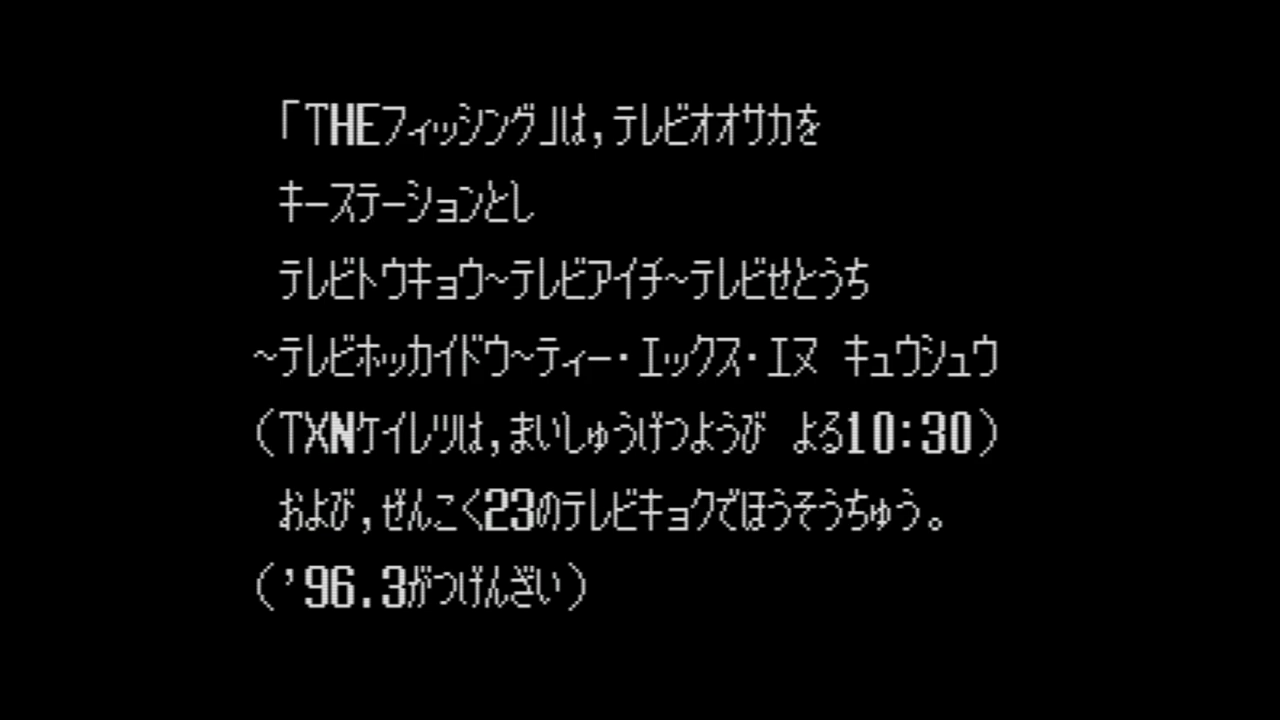 「THEフィッシング」は,テレビオオサカを
キーステーションとし
テレビトウキョウ~テレビアイチ~テレビせとうち
~テレビホッカイドウ~ティー・エックス・エヌ キュウシュウ
(TXNケイレツは,まいしゅうげつようび よる10:30)
および,ぜんこく23のテレビキョクでほうそうちゅう。
('96.3がつげんざい)